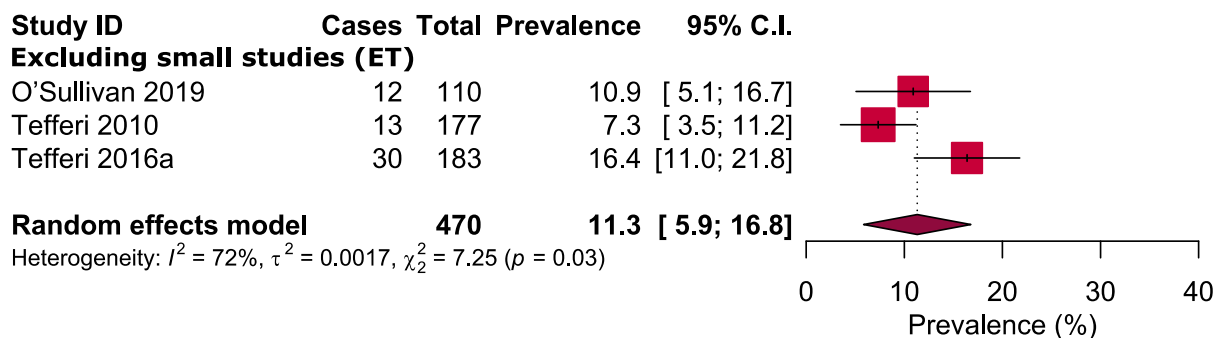 Study ID Cases Total Prevalence 95% C.I.
Excluding small studies (ET)
O'Sullivan 2019 12 110 10.9 [ 5.1; 16.7]
Tefferi 2010 13 177 7.3 [ 3.5; 11.2]
Tefferi 2016a 30 183 16.4 [11.0; 21.8]
Random effects model 470 11.3 [ 5.9; 16.8]
Heterogeneity: I² = 72%, τ² = 0.0017, χ²₂ = 7.25 (p = 0.03)
0 10 20 30 40
Prevalence (%)